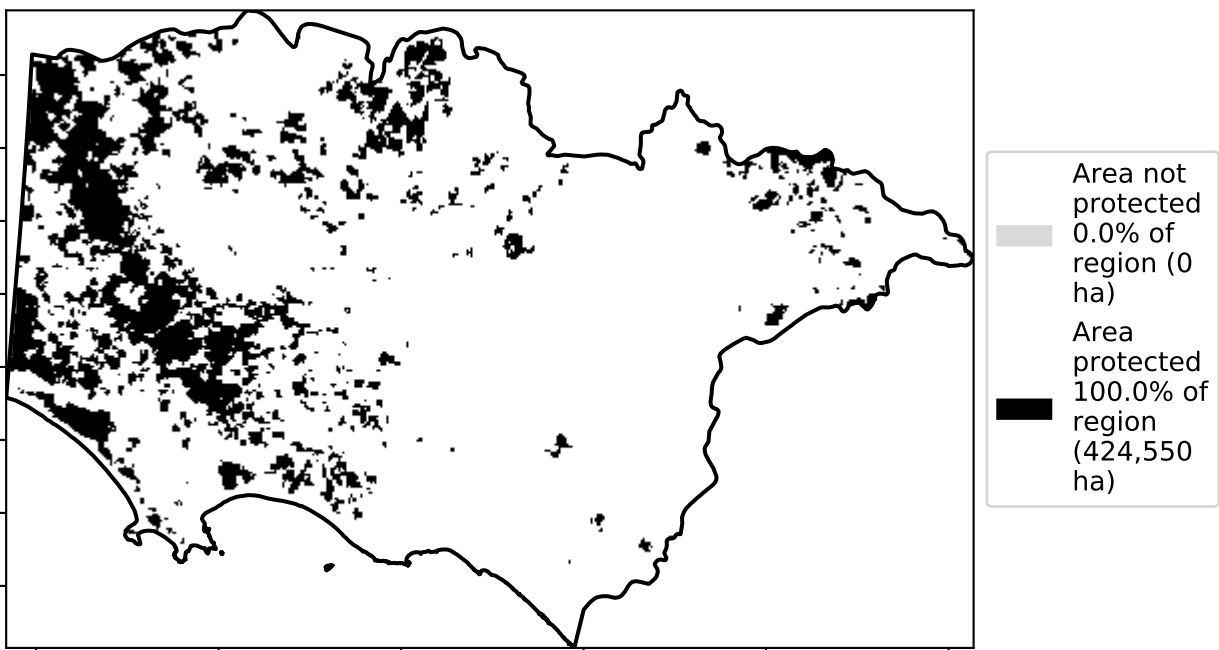 Area not
protected
0.0% of
region (0
ha)
Area
protected
100.0% of
region
(424,550
ha)